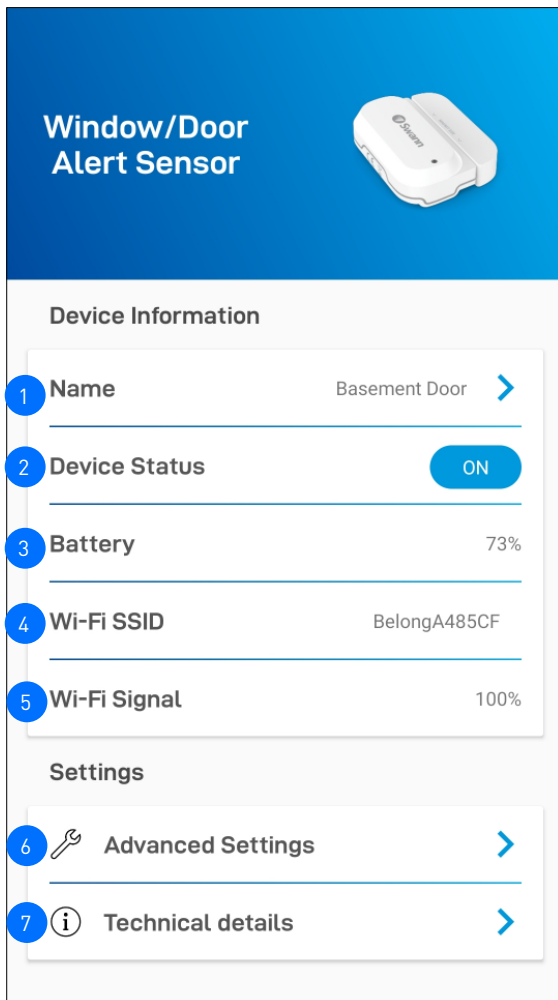 Window/Door
Alert Sensor
Swann
Device Information
1 Name Basement Door
2 Device Status ON
3 Battery 73%
4 Wi-Fi SSID BelongA485CF
5 Wi-Fi Signal 100%
Settings
6 Advanced Settings
7 Technical details